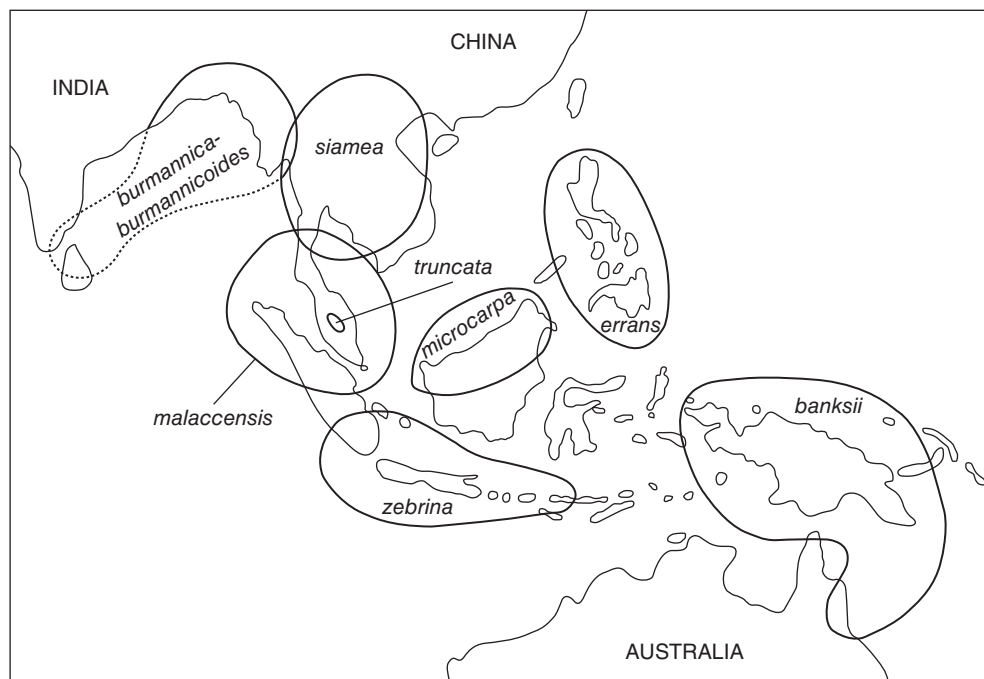 CHINA
INDIA
siamea
burmannica-
burmannicoides
truncata
microcarpa
errans
malaccensis
banksii
zebrina
AUSTRALIA